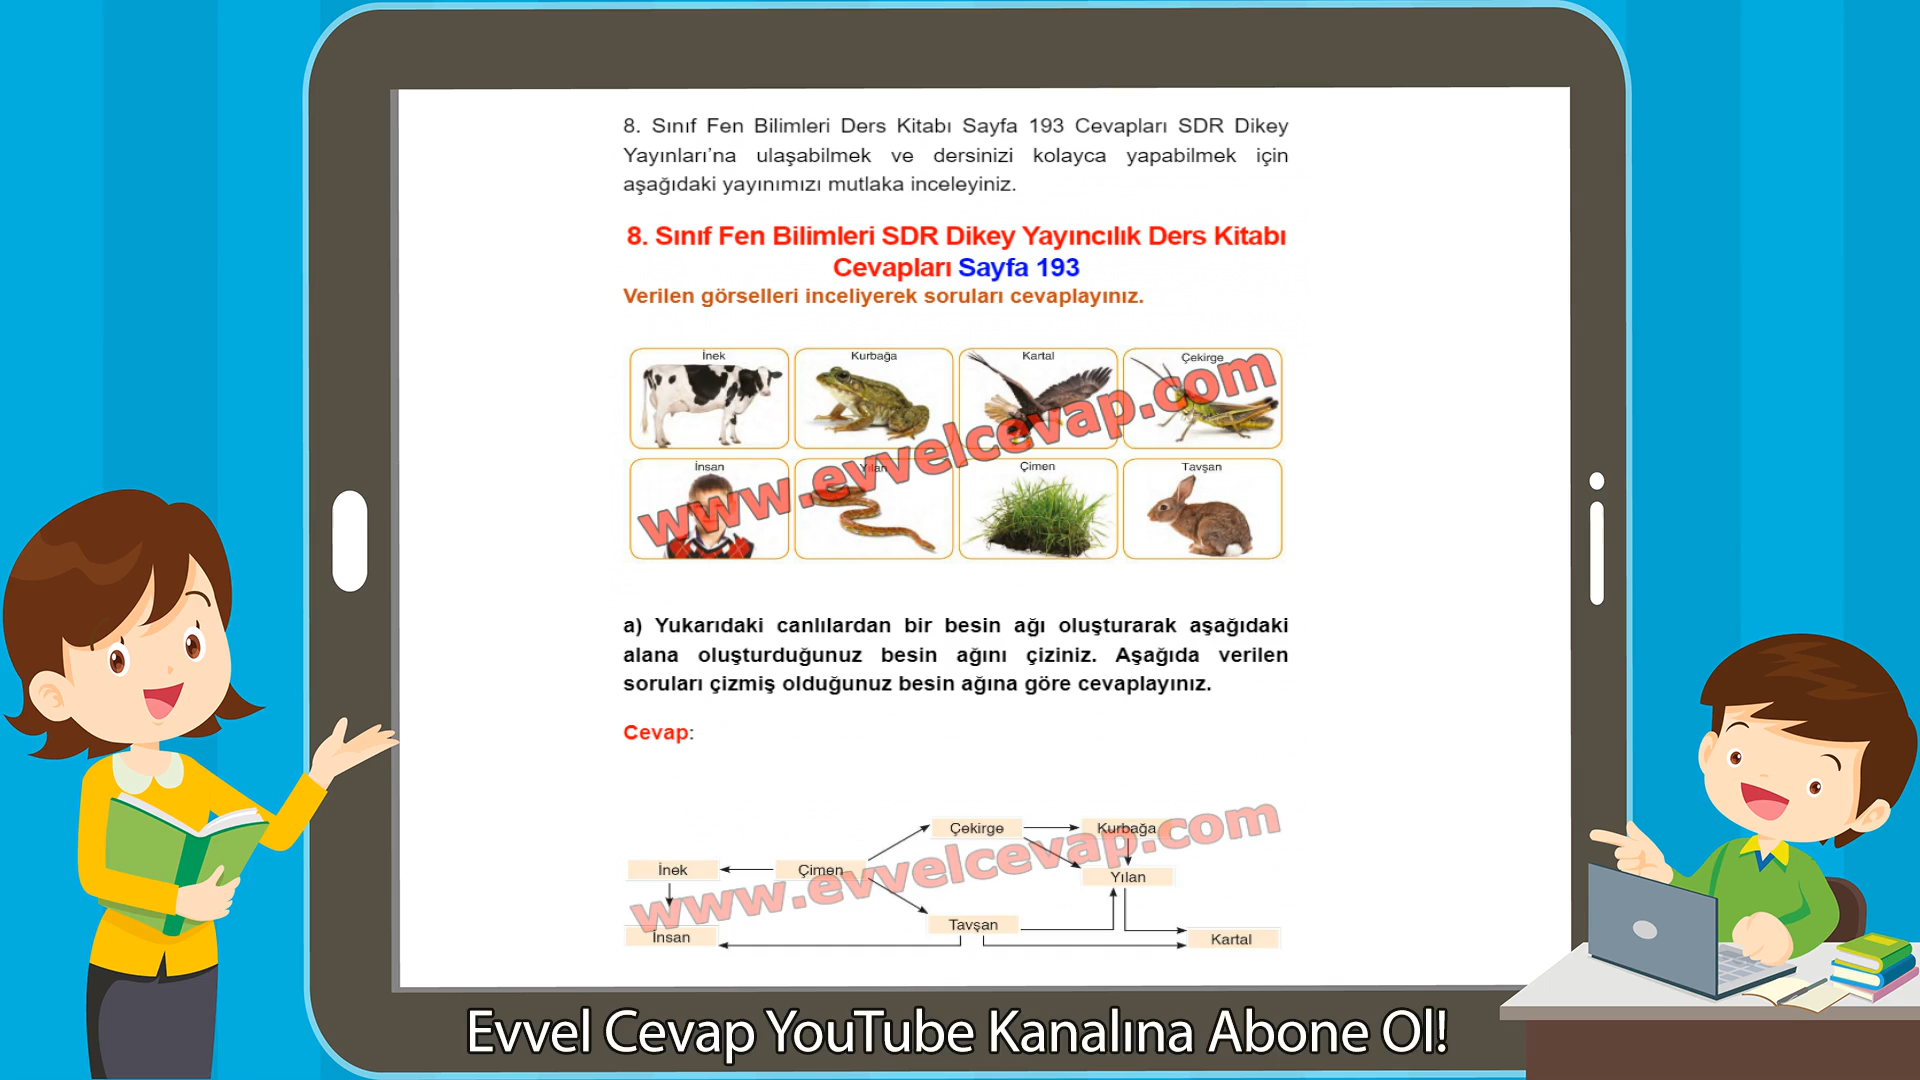 8. Sınıf Fen Bilimleri Ders Kitabı Sayfa 193 Cevapları SDR Dikey
Yayınları’na ulaşabilmek ve dersinizi kolayca yapabilmek için
aşağıdaki yayınımızı mutlaka inceleyiniz.
8. Sınıf Fen Bilimleri SDR Dikey Yayıncılık Ders Kitabı
Cevapları Sayfa 193
Verilen görselleri inceliyerek soruları cevaplayınız.
İnek Kurbağa Kartal Çekirge
www.evvelcevap.com
İnsan Yılan Çimen Tavşan
a) Yukarıdaki canlılardan bir besin ağı oluşturarak aşağıdaki
alana oluşturduğunuz besin ağını çiziniz. Aşağıda verilen
soruları çizmiş olduğunuz besin ağına göre cevaplayınız.
Cevap:
Çekirge Kurbağa
www.evvelcevap.com
İnek Çimen Yılan
Tavşan
İnsan Kartal
Evvel Cevap YouTube Kanalına Abone Ol!